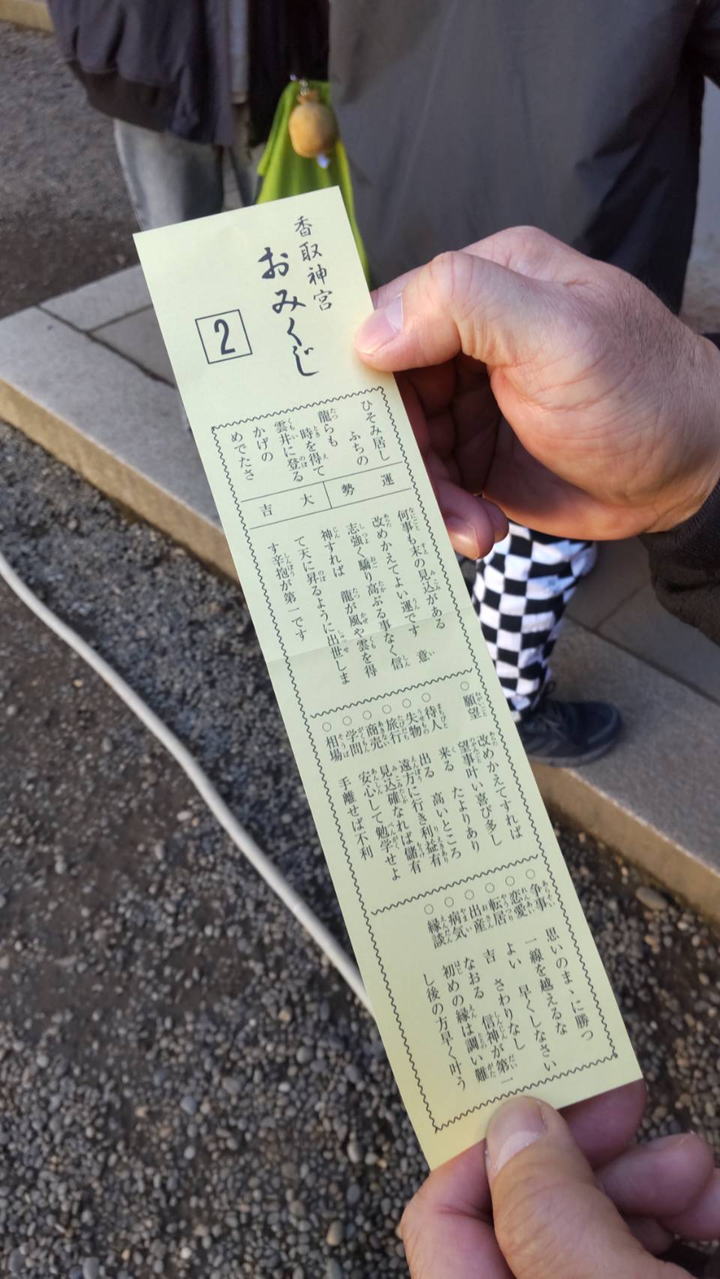 香取神宮
おみくじ
2
ひそみ居し
ふちの
龍らも
時を得て
雲井に登る
かげの
めでたさ
運勢
大吉
何事も末の見込がある
改めかえてよい運です 意
志強く驕り高ぶる事なく信
神すれば 龍が風や雲を得
て天に昇るように出世しま
す辛抱が第一です
○願望 改めかえてすれば
望事叶い喜び多し
○待人 来る たよりあり
○失物 出る 高いところ
○旅行 遠方に行き利益有
○商売 見込確なれば儲有
○学問 安心して勉学せよ
○相場 手離せば不利
○争事 思いのまゝに勝つ
○恋愛 一線を越えるな
○転居 よい 早くしなさい
○出産 吉 さわりなし
○病気 なおる 信神が第一
○縁談 初めの縁は調い難
し後の方早く叶う